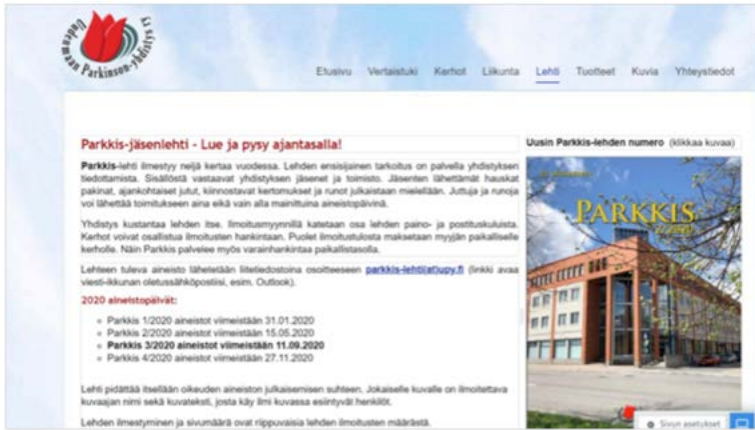 Uudenmaan Parkinson-yhdistys ry
Etusivu Vertaistuki Kerhot Liikunta Lehti Tuotteet Kuvia Yhteystiedot
Parkkis-jäsenlehti - Lue ja pysy ajantasalla!
Parkkis-lehti ilmestyy neljä kertaa vuodessa. Lehden ensisijainen tarkoitus on palvella yhdistyksen
tiedottamista. Sisällöstä vastaavat yhdistyksen jäsenet ja toimisto. Jäsenten lähettämät hauskat
pakinat, ajankohtaiset jutut, kiinnostavat kertomukset ja runot julkaistaan mielellään. Juttuja ja runoja
voi lähettää toimitukseen aina eikä vain alla mainittuina aineistopäivinä.
Yhdistys kustantaa lehden itse. Ilmoitusmyynnillä katetaan osa lehden paino- ja postituskuluista.
Kerhot voivat osallistua ilmoitusten hankintaan. Puolet ilmoitustulosta maksetaan myyjän paikalliselle
kerholle. Näin Parkkis palvelee myös varainhankintaa paikallistasolla.
Lehteen tuleva aineisto lähetetään liitetiedostoina osoitteeseen parkkis-lehti(at)upy.fi (linkki avaa
viesti-ikkunan oletussähköpostiisi, esim. Outlook).
2020 aineistopäivät:
Parkkis 1/2020 aineistot viimeistään 31.01.2020
Parkkis 2/2020 aineistot viimeistään 15.05.2020
Parkkis 3/2020 aineistot viimeistään 11.09.2020
Parkkis 4/2020 aineistot viimeistään 27.11.2020
Lehti pidättää itsellään oikeuden aineiston julkaisemisen suhteen. Jokaiselle kuvalle on ilmoitettava
kuvaajan nimi sekä kuvateksti, josta käy ilmi kuvassa esiintyvät henkilöt.
Lehden ilmestyminen ja sivumäärä ovat riippuvaisia lehden ilmoitusten määrästä.
Uusin Parkkis-lehden numero (klikkaa kuvaa)
PARKKIS
2/2020
Sivun asetukset